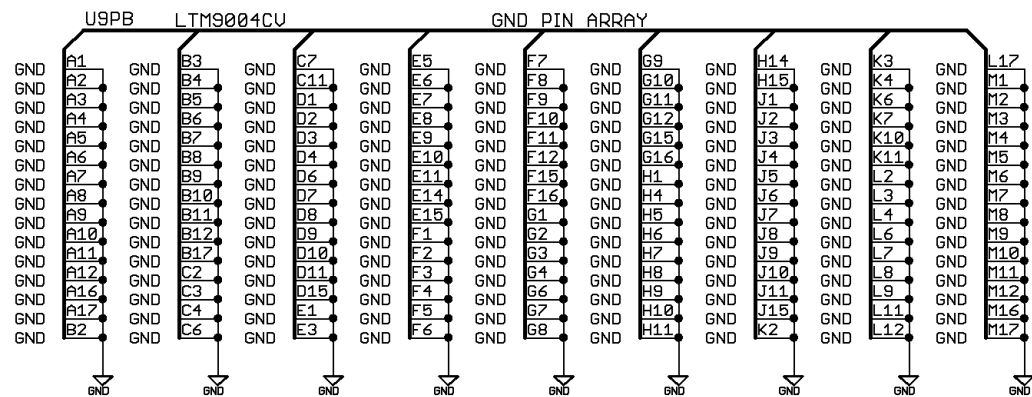 U9PB LTM9004CV GND PIN ARRAY
GND A1 GND B3 GND C7 GND E5 GND F7 GND G9 GND H14 GND K3 GND L17
GND A2 GND B4 GND C11 GND E6 GND F8 GND G10 GND H15 GND K4 GND M1
GND A3 GND B5 GND D1 GND E7 GND F9 GND G11 GND J1 GND K6 GND M2
GND A4 GND B6 GND D2 GND E8 GND F10 GND G12 GND J2 GND K7 GND M3
GND A5 GND B7 GND D3 GND E9 GND F11 GND G15 GND J3 GND K10 GND M4
GND A6 GND B8 GND D4 GND E10 GND F12 GND G16 GND J4 GND K11 GND M5
GND A7 GND B9 GND D6 GND E11 GND F15 GND H1 GND J5 GND L2 GND M6
GND A8 GND B10 GND D7 GND E14 GND F16 GND H4 GND J6 GND L3 GND M7
GND A9 GND B11 GND D8 GND E15 GND G1 GND H5 GND J7 GND L4 GND M8
GND A10 GND B12 GND D9 GND F1 GND G2 GND H6 GND J8 GND L6 GND M9
GND A11 GND B17 GND D10 GND F2 GND G3 GND H7 GND J9 GND L7 GND M10
GND A12 GND C2 GND D11 GND F3 GND G4 GND H8 GND J10 GND L8 GND M11
GND A16 GND C3 GND D15 GND F4 GND G6 GND H9 GND J11 GND L9 GND M12
GND A17 GND C4 GND E1 GND F5 GND G7 GND H10 GND J15 GND L11 GND M16
GND B2 GND C6 GND E3 GND F6 GND G8 GND H11 GND K2 GND L12 GND M17
GND GND GND GND GND GND GND GND GND